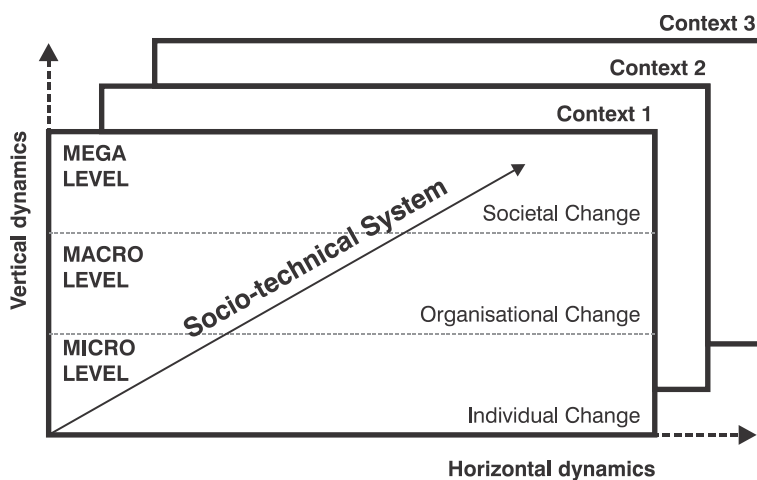 Context 3
Context 2
Context 1
MEGA
LEVEL
Societal Change
MACRO
LEVEL
Organisational Change
MICRO
LEVEL
Individual Change
Socio-technical System
Vertical dynamics
Horizontal dynamics